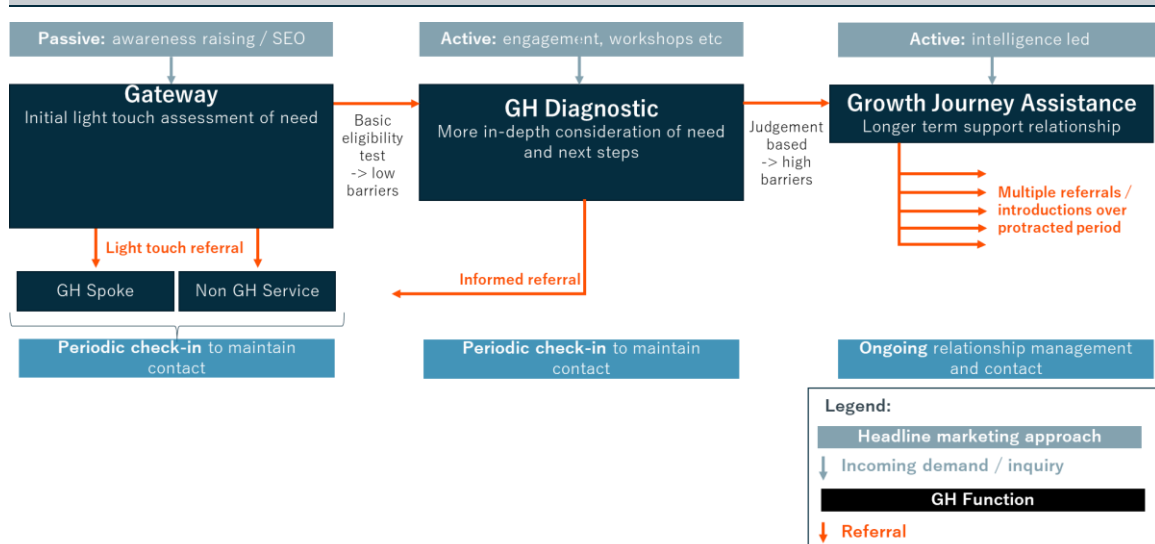 Passive: awareness raising / SEO
Active: engagement, workshops etc
Active: intelligence led
Gateway
Initial light touch assessment of need
Basic
eligibility
test
-> low
barriers
GH Diagnostic
More in-depth consideration of need
and next steps
Judgement
based
-> high
barriers
Growth Journey Assistance
Longer term support relationship
Multiple referrals /
introductions over
protracted period
Light touch referral
GH Spoke
Non GH Service
Informed referral
Periodic check-in to maintain
contact
Periodic check-in to maintain
contact
Ongoing relationship management
and contact
Legend:
Headline marketing approach
Incoming demand / inquiry
GH Function
Referral